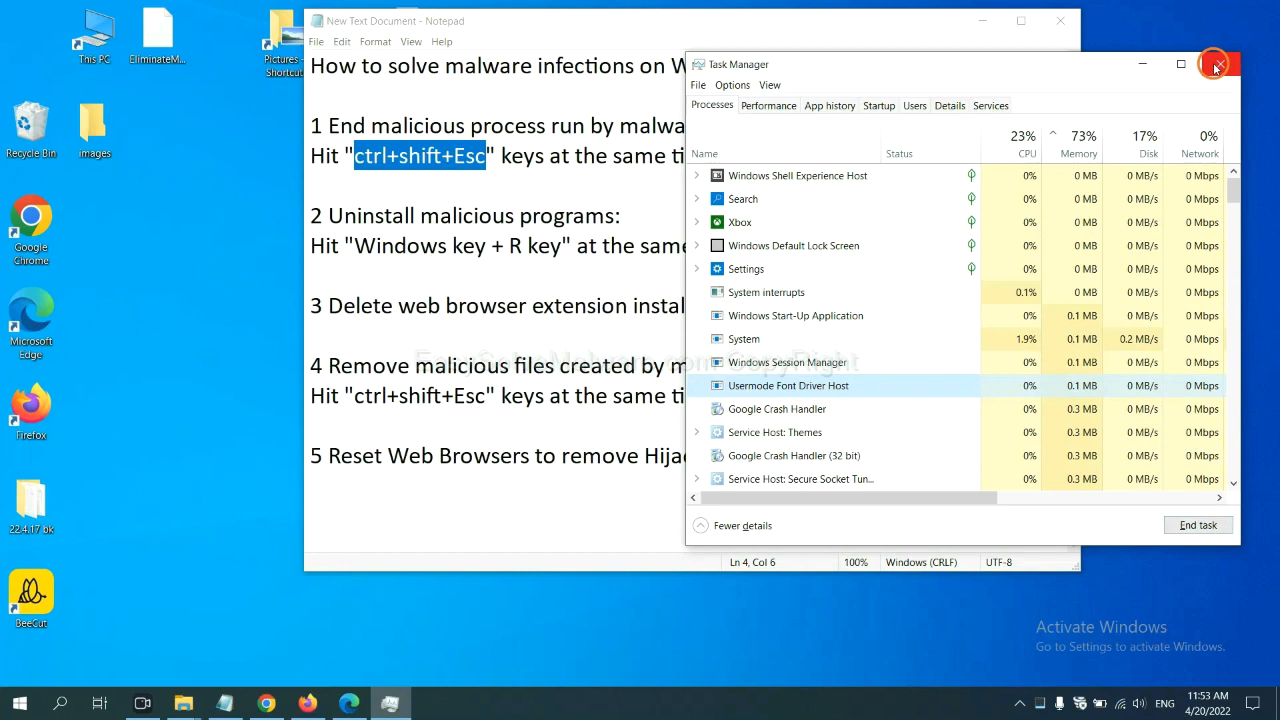 This PC
EliminateM...
Pictures - Shortcut
Recycle Bin
images
Google Chrome
Microsoft Edge
Firefox
22.4.17 bk
BeeCut
New Text Document - Notepad
File Edit Format View Help
How to solve malware infections on W
1 End malicious process run by malwa
Hit "ctrl+shift+Esc" keys at the same ti
2 Uninstall malicious programs:
Hit "Windows key + R key" at the same
3 Delete web browser extension instal
4 Remove malicious files created by m
Hit "ctrl+shift+Esc" keys at the same ti
5 Reset Web Browsers to remove Hijac
Ln 4, Col 6 100% Windows (CRLF) UTF-8
Task Manager
File Options View
Processes Performance App history Startup Users Details Services
23% 73% 17% 0%
Name Status CPU Memory Disk Network
Windows Shell Experience Host 0% 0 MB 0 MB/s 0 Mbps
Search 0% 0 MB 0 MB/s 0 Mbps
Xbox 0% 0 MB 0 MB/s 0 Mbps
Windows Default Lock Screen 0% 0 MB 0 MB/s 0 Mbps
Settings 0% 0 MB 0 MB/s 0 Mbps
System interrupts 0.1% 0 MB 0 MB/s 0 Mbps
Windows Start-Up Application 0% 0.1 MB 0 MB/s 0 Mbps
System 1.9% 0.1 MB 0.2 MB/s 0 Mbps
Windows Session Manager 0% 0.1 MB 0 MB/s 0 Mbps
Usermode Font Driver Host 0% 0.1 MB 0 MB/s 0 Mbps
Google Crash Handler 0% 0.3 MB 0 MB/s 0 Mbps
Service Host: Themes 0% 0.3 MB 0 MB/s 0 Mbps
Google Crash Handler (32 bit) 0% 0.3 MB 0 MB/s 0 Mbps
Service Host: Secure Socket Tun... 0% 0.3 MB 0 MB/s 0 Mbps
Fewer details
End task
Activate Windows
Go to Settings to activate Windows.
ENG
11:53 AM
4/20/2022